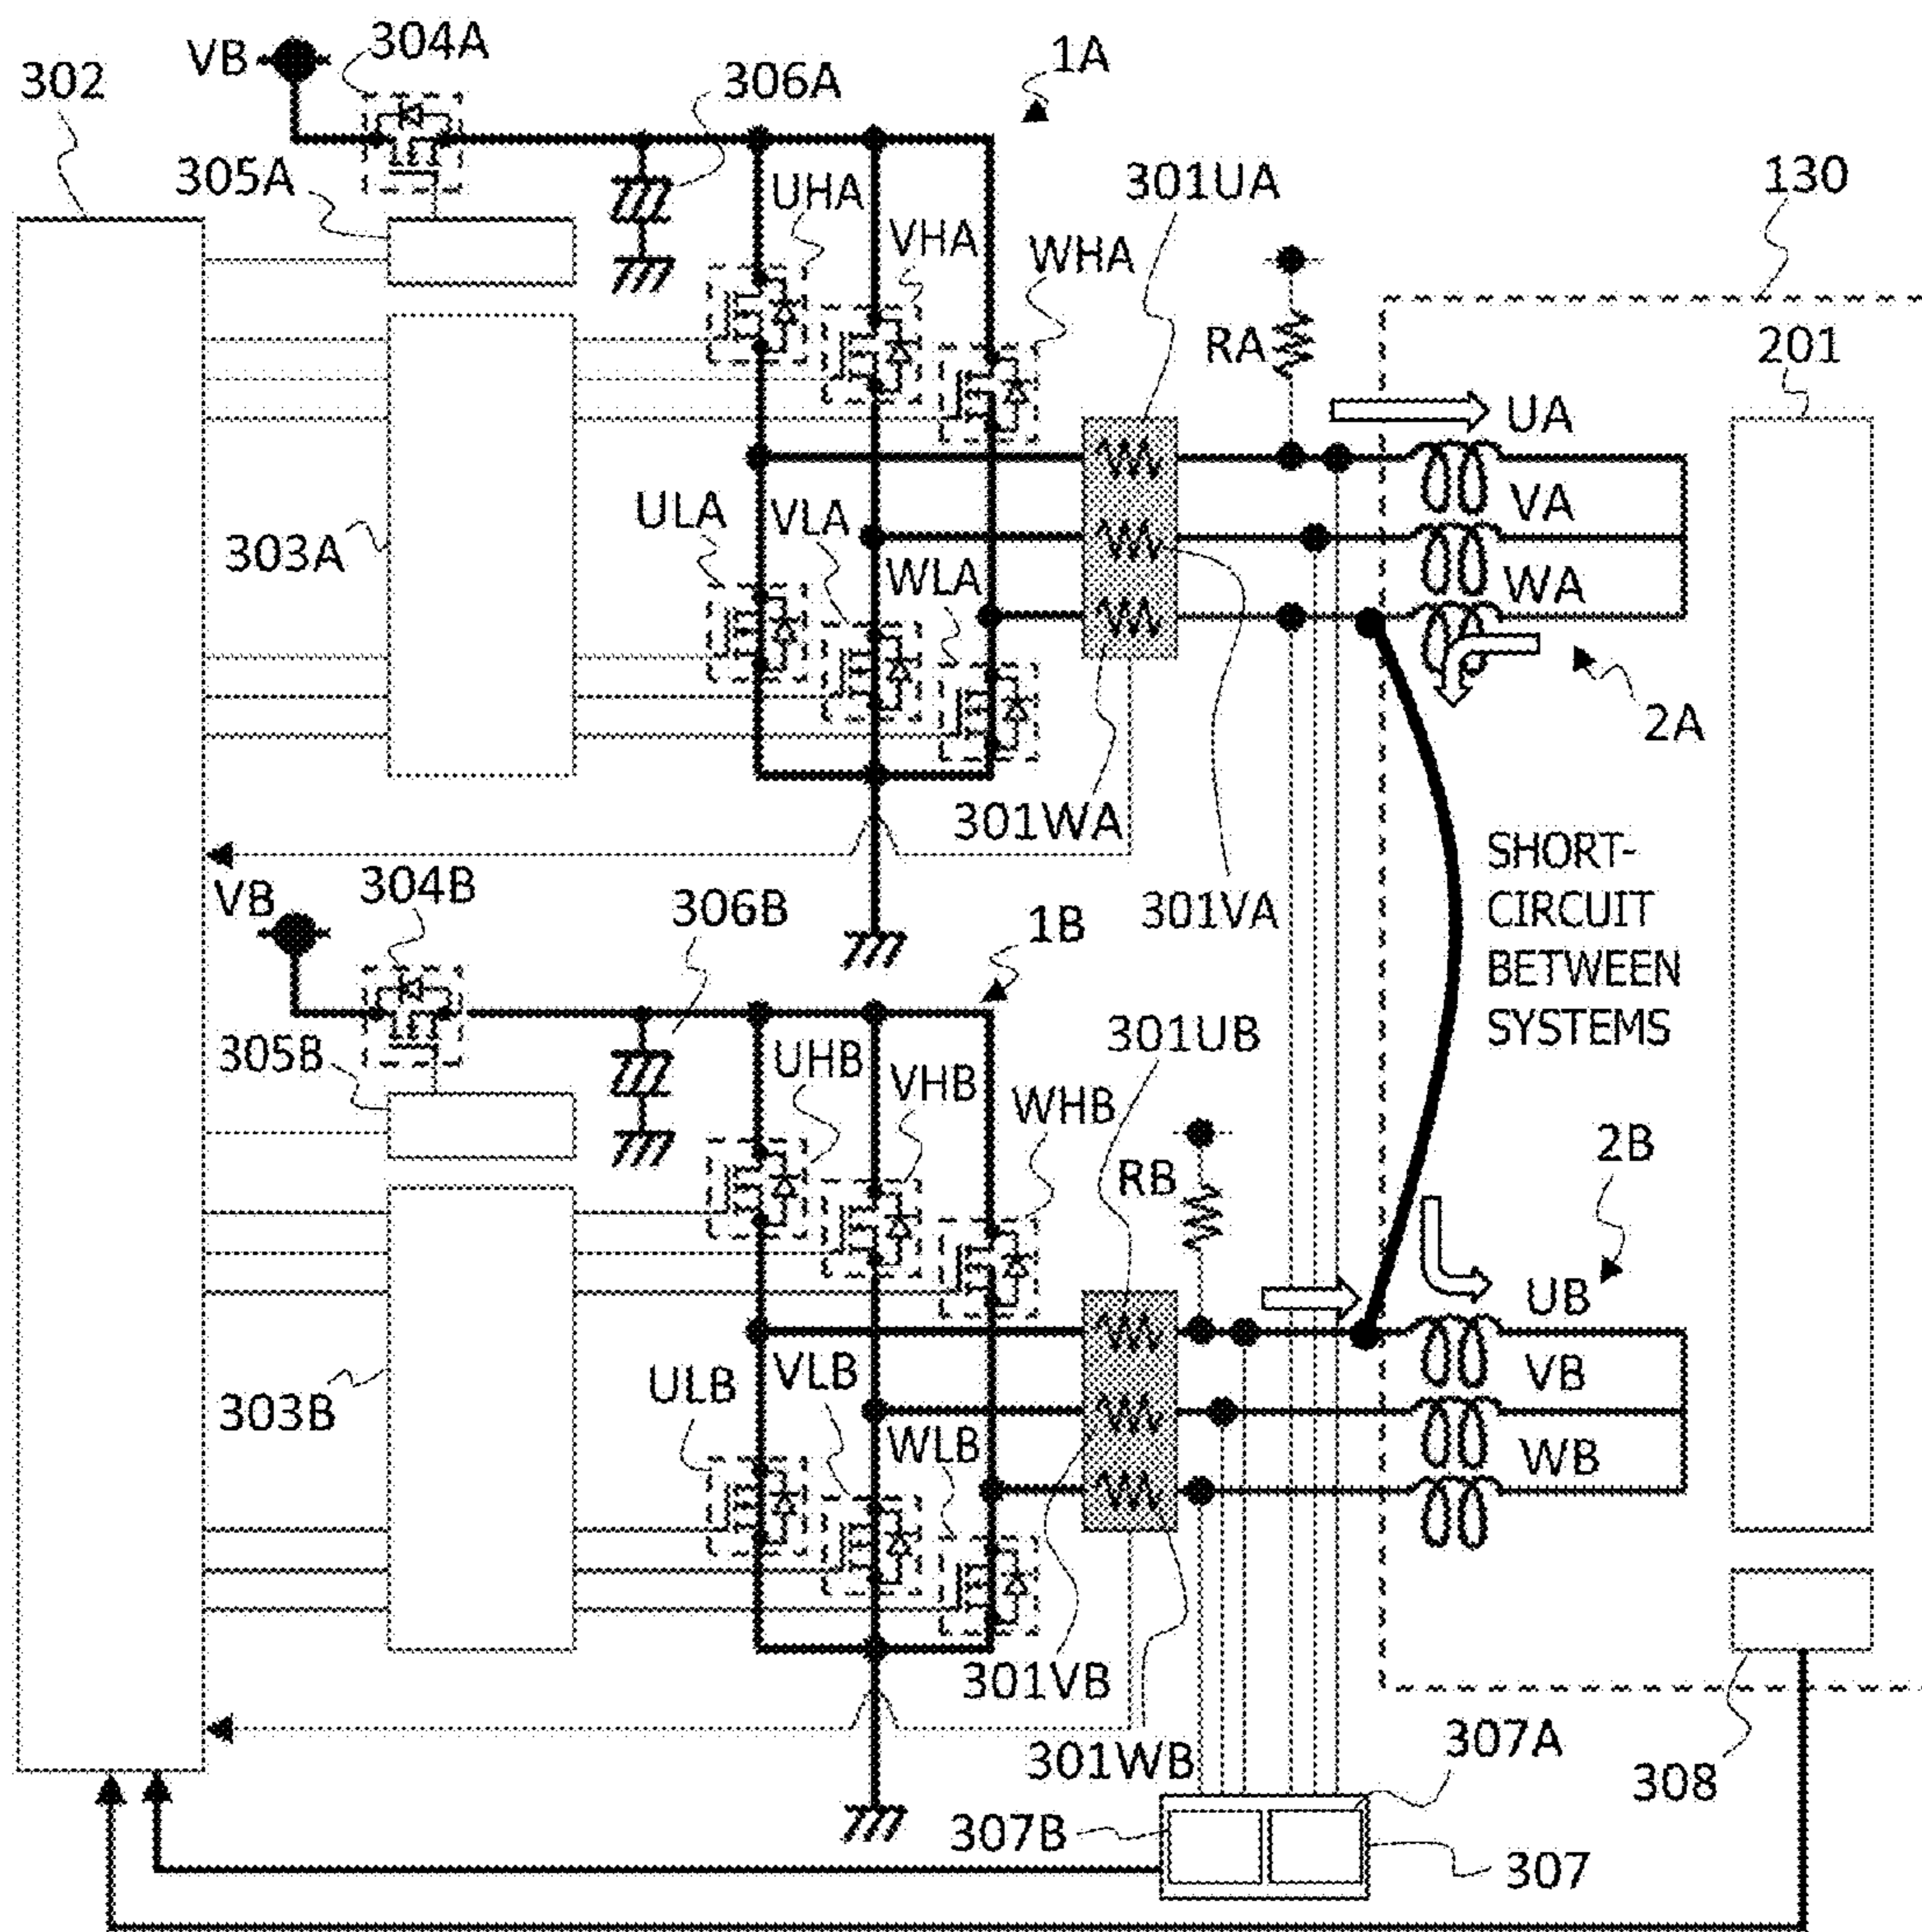 304A
VB
1A
302
306A
305A
UHA
301UA
130
VHA
WHA
RA
201
UA
ULA
VLA
VA
303A
WLA
WA
2A
301WA
SHORT-
CIRCUIT
BETWEEN
SYSTEMS
304B
VB
306B
1B
301VA
305B
UHB
301UB
VHB
WHB
2B
RB
UB
VLB
ULB
VB
303B
WLB
WB
301VB
301WB
307A
308
307B
307